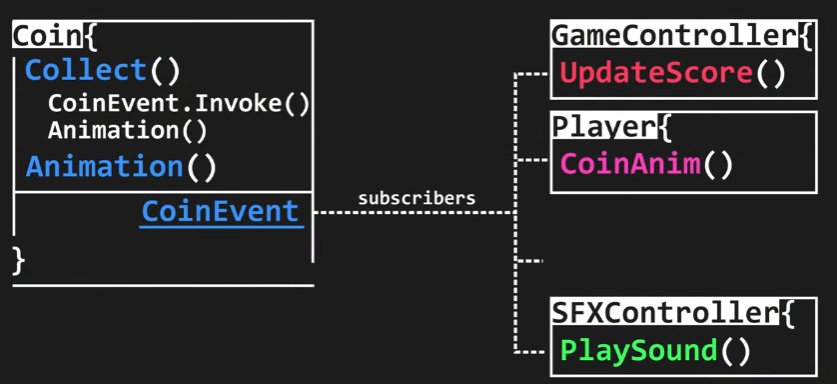 Coin{
Collect()
CoinEvent.Invoke()
Animation()
Animation()
CoinEvent
}
subscribers
GameController{
UpdateScore()
Player{
CoinAnim()
SFXController{
PlaySound()